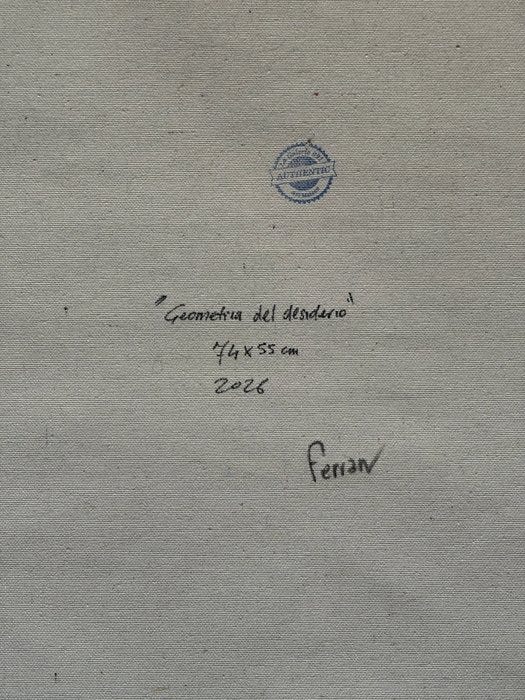 AUTHENTIC
"Geometria del desiderio"
74 x 55 cm
2026
Ferran